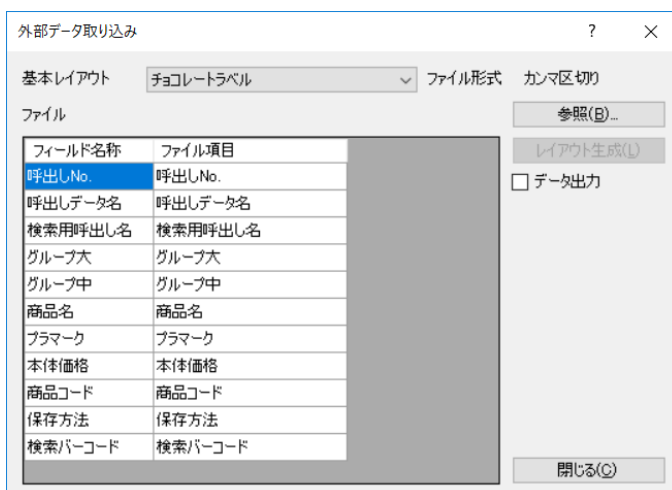 外部データ取り込み ? ×
基本レイアウト チョコレートラベル ファイル形式 カンマ区切り
ファイル 参照(B)...
レイアウト生成(L)
データ出力
フィールド名称 ファイル項目
呼出しNo. 呼出しNo.
呼出しデータ名 呼出しデータ名
検索用呼出し名 検索用呼出し名
グループ大 グループ大
グループ中 グループ中
商品名 商品名
プラマーク プラマーク
本体価格 本体価格
商品コード 商品コード
保存方法 保存方法
検索バーコード 検索バーコード
閉じる(C)